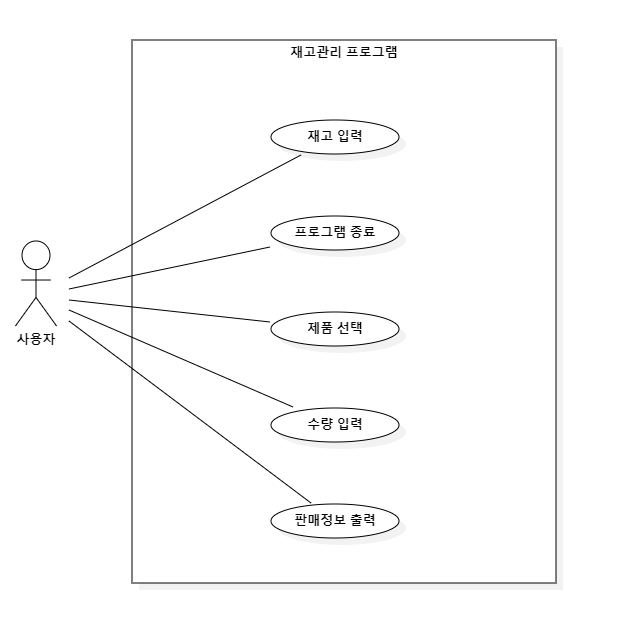 재고관리 프로그램
재고 입력
프로그램 종료
사용자
제품 선택
수량 입력
판매정보 출력